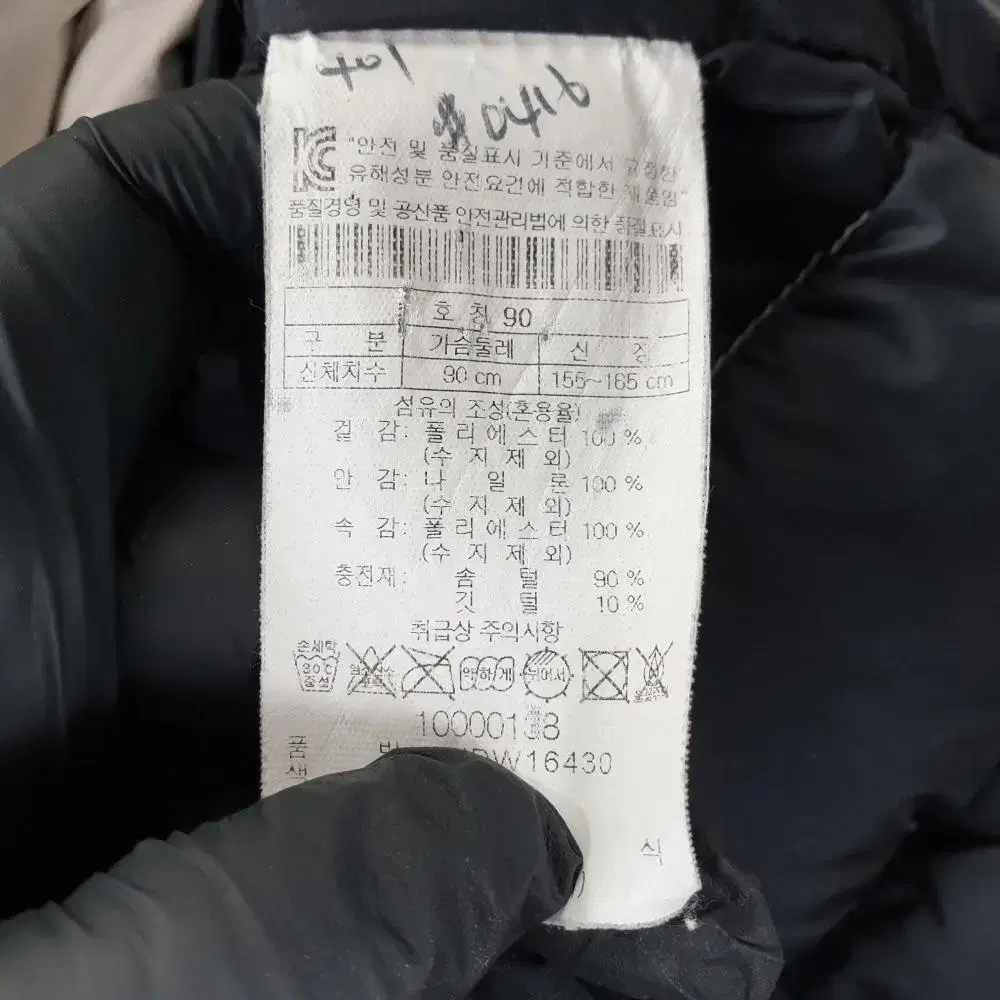 401
0416
"안전 및 품질표시 기준에서 규정한
유해성분 안전요건에 적합한 제품임"
품질경영 및 공산품 안전관리법에 의한 품질표시
호 칭 90
구 분 가슴둘레 신 장
신체치수 90 cm 155~165 cm
섬유의 조성(혼용율)
겉 감: 폴 리 에 스 터 100 %
(수 지 제 외)
안 감: 나 일 론 100 %
(수 지 제 외)
속 감: 폴 리 에 스 터 100 %
(수 지 제 외)
충전재: 솜 털 90 %
깃 털 10 %
취급상 주의사항
손세탁
30℃
중성
약하게
뉘어서
10000138
품 번 DW16430
색
식